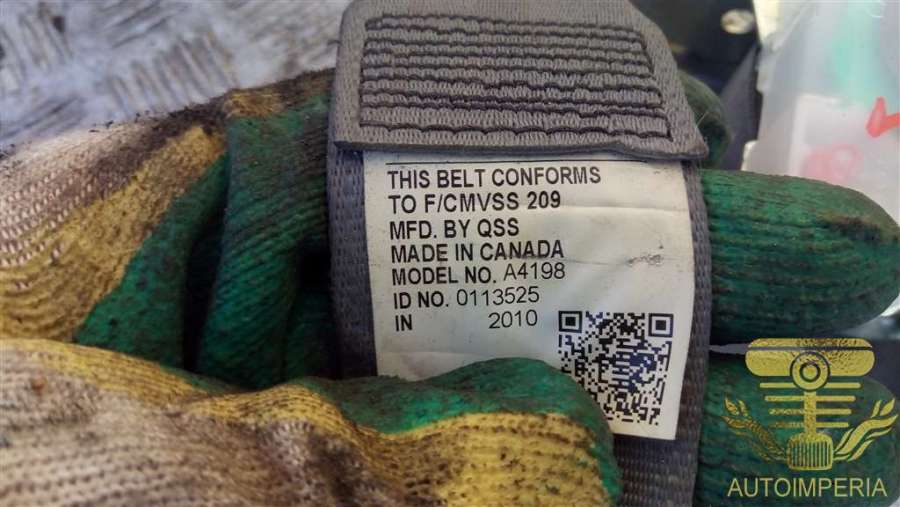 THIS BELT CONFORMS
TO F/CMVSS 209
MFD. BY QSS
MADE IN CANADA
MODEL NO. A4198
ID NO. 0113525
IN 2010
AUTOIMPERIA